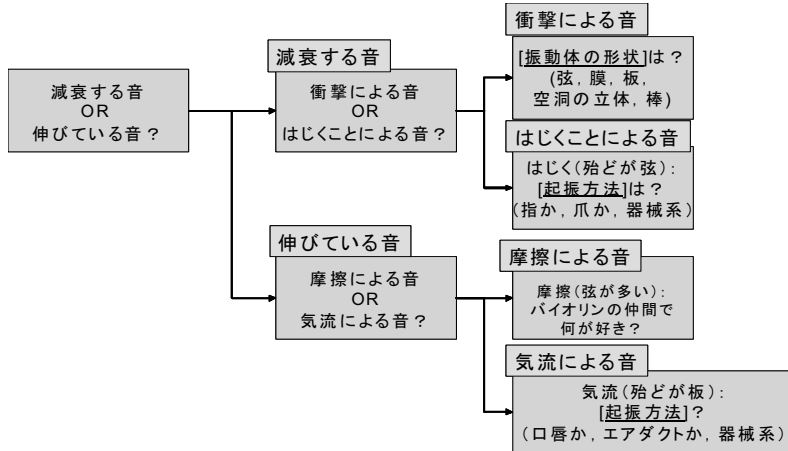 減衰する音
OR
伸びている音？
減衰する音
衝撃による音
OR
はじくことによる音？
衝撃による音
[振動体の形状]は？
(弦, 膜, 板,
空洞の立体, 棒)
はじくことによる音
はじく(殆どが弦):
[起振方法]は？
(指か, 爪か, 器械系)
伸びている音
摩擦による音
OR
気流による音？
摩擦による音
摩擦(弦が多い):
バイオリンの仲間で
何が好き？
気流による音
気流(殆どが板):
[起振方法]？
(口唇か, エアダクトか, 器械系)